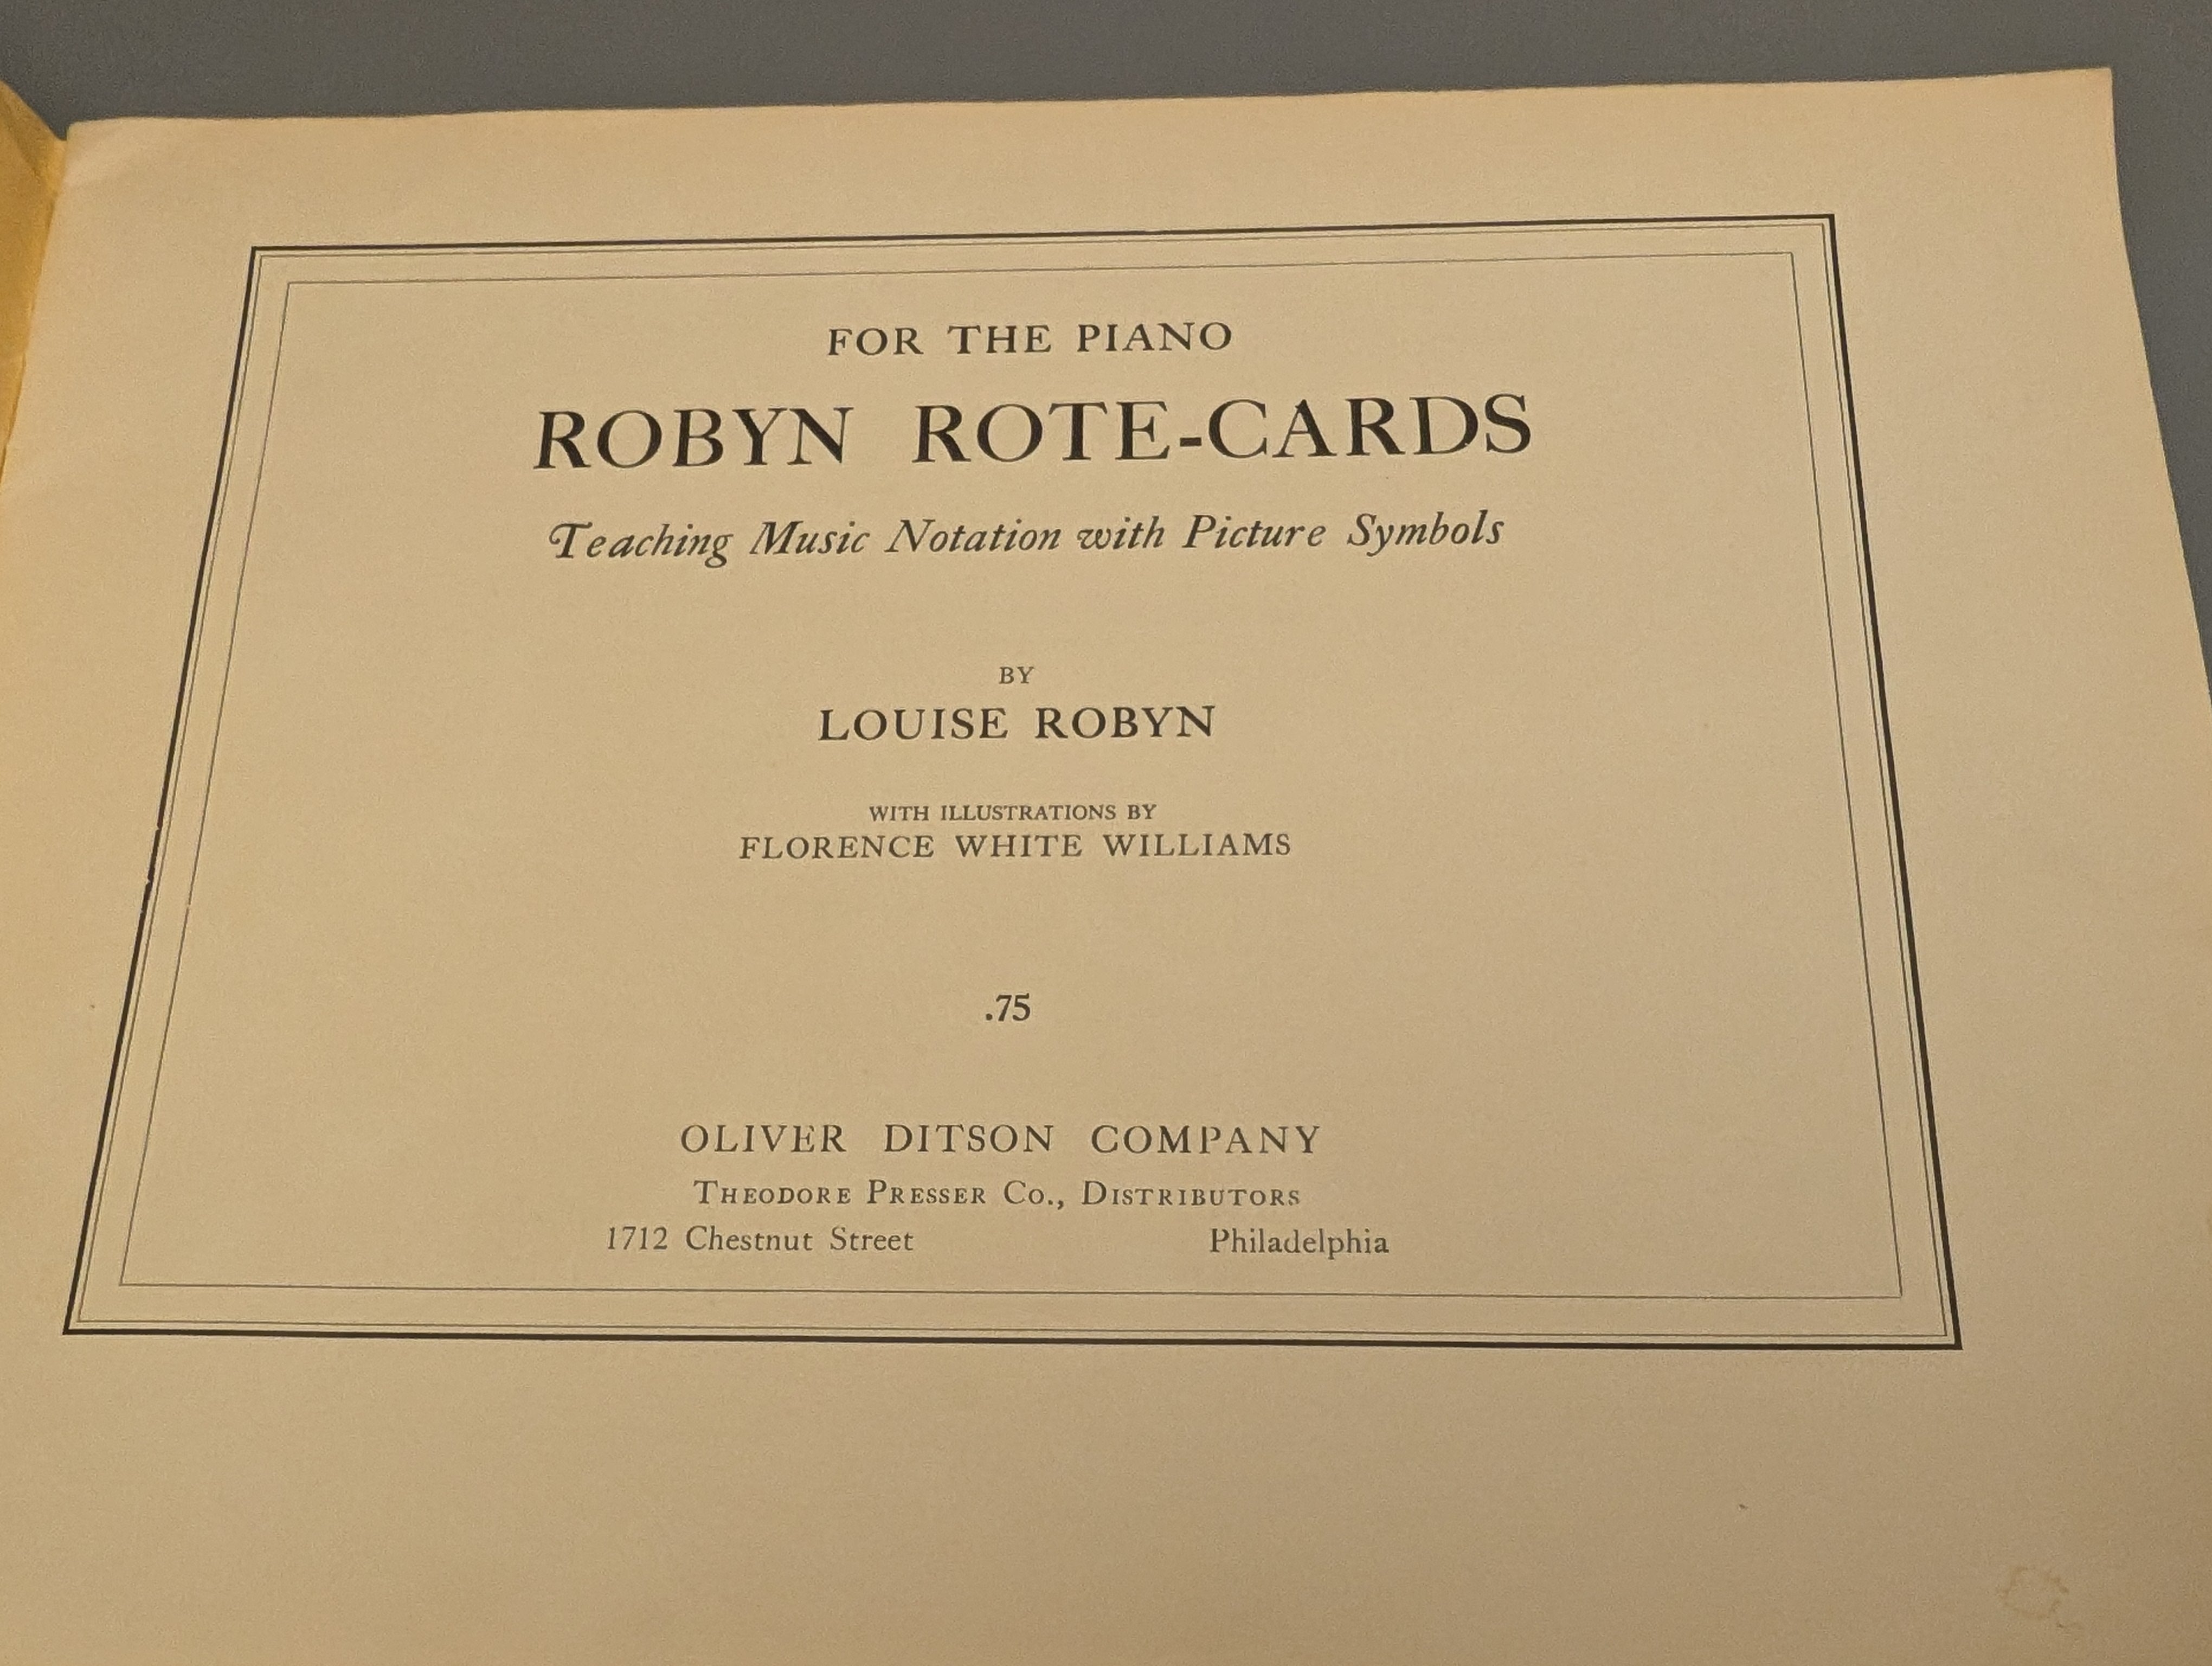 FOR THE PIANO
ROBYN ROTE-CARDS
Teaching Music Notation with Picture Symbols
BY
LOUISE ROBYN
WITH ILLUSTRATIONS BY
FLORENCE WHITE WILLIAMS
.75
OLIVER DITSON COMPANY
THEODORE PRESSER CO., DISTRIBUTORS
1712 Chestnut Street Philadelphia